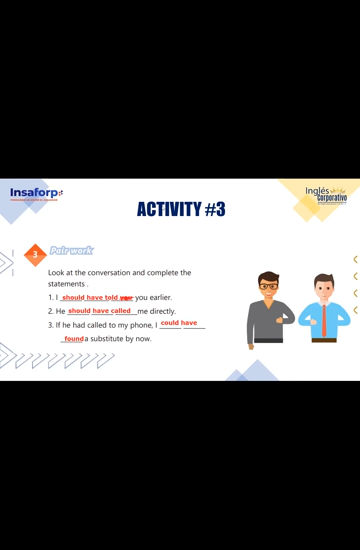 Insaforp
Inglés
Corporativo
ACTIVITY #3
3 Pair work
Look at the conversation and complete the
statements .
1. I should have told you you earlier.
2. He should have called me directly.
3. If he had called to my phone, I could have
found a substitute by now.